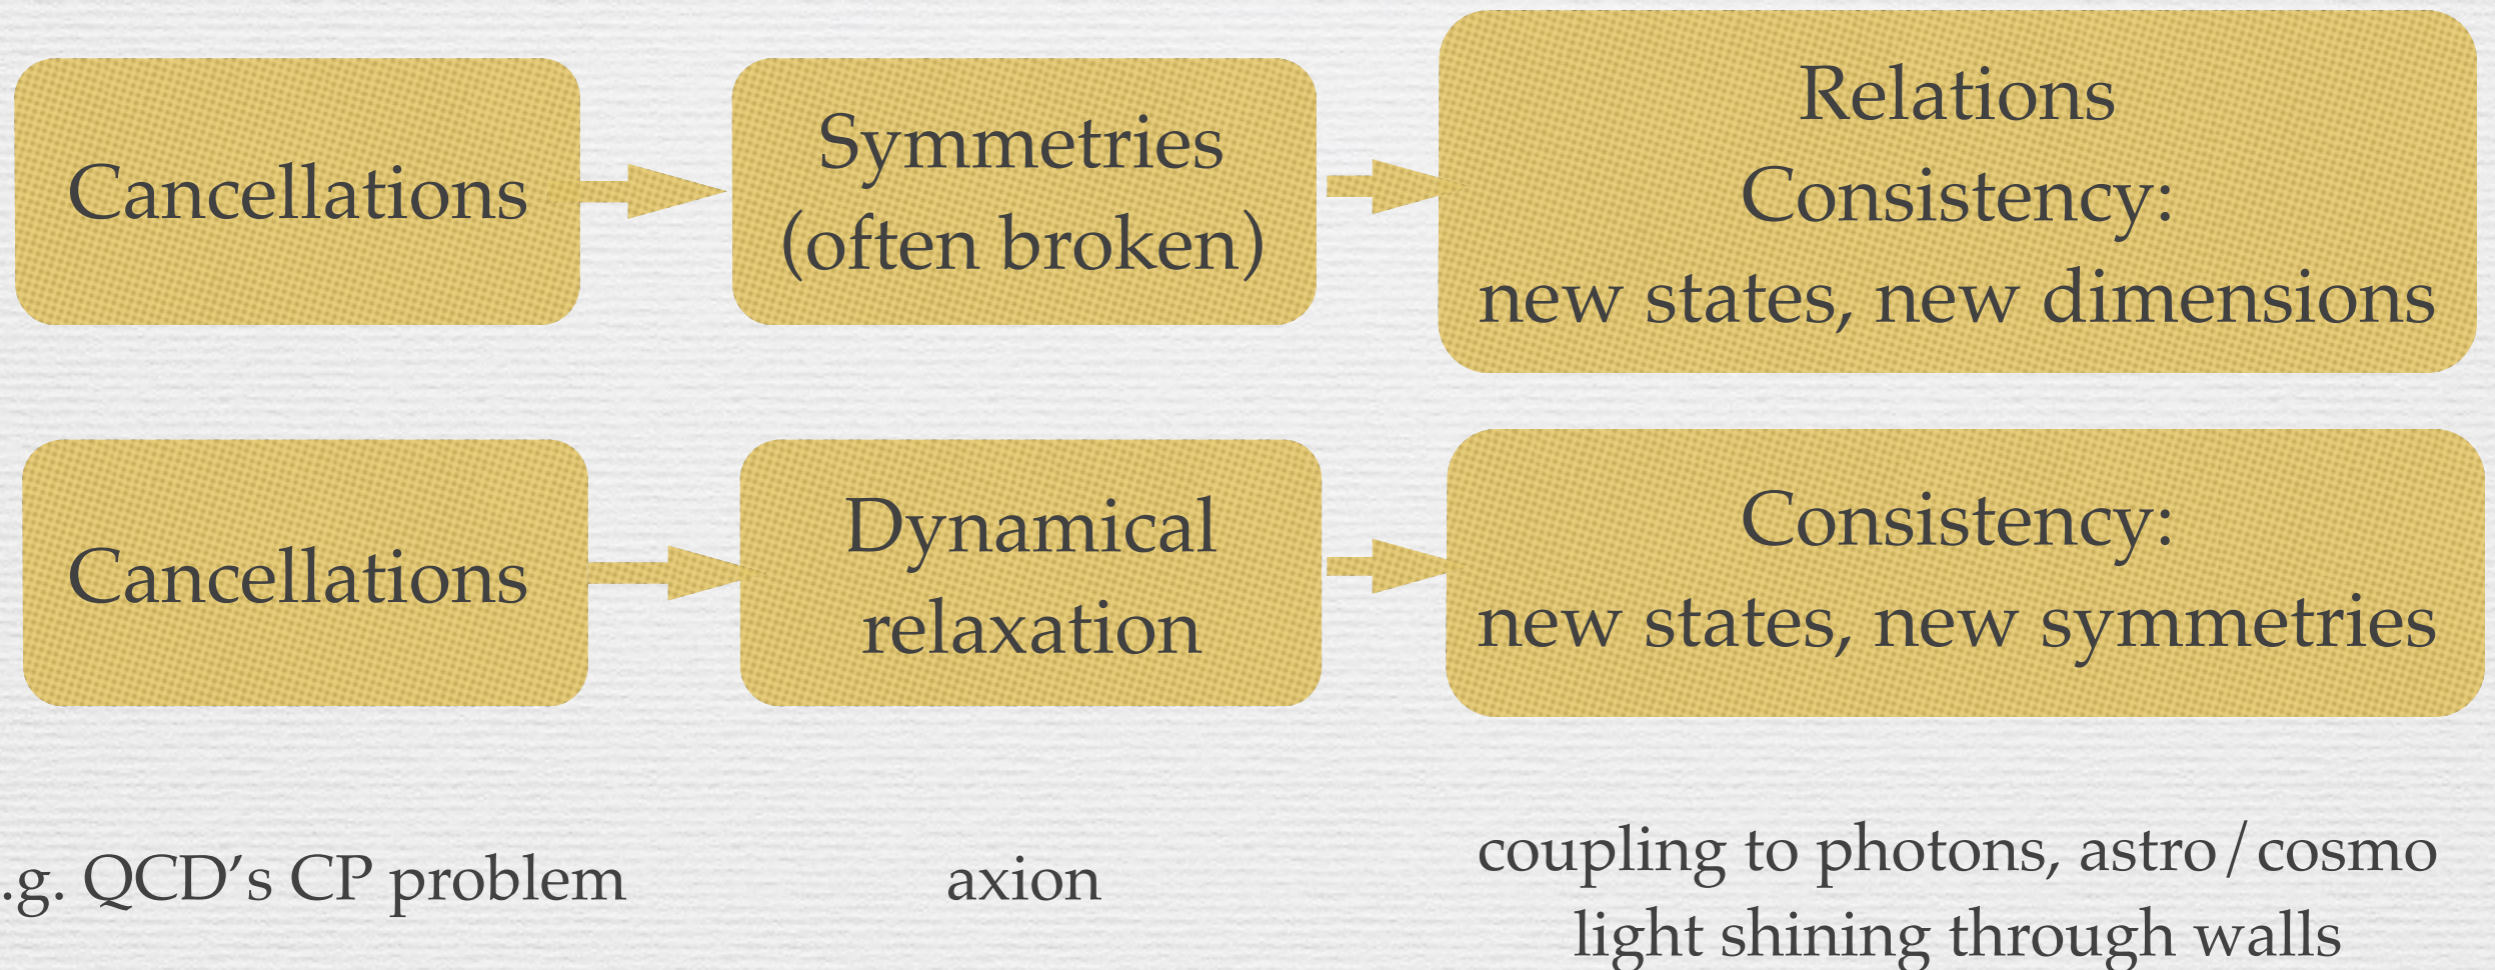 Cancellations
Symmetries
(often broken)
Relations
Consistency:
new states, new dimensions
Cancellations
Dynamical
relaxation
Consistency:
new states, new symmetries
.g. QCD’s CP problem
axion
coupling to photons, astro/cosmo
light shining through walls